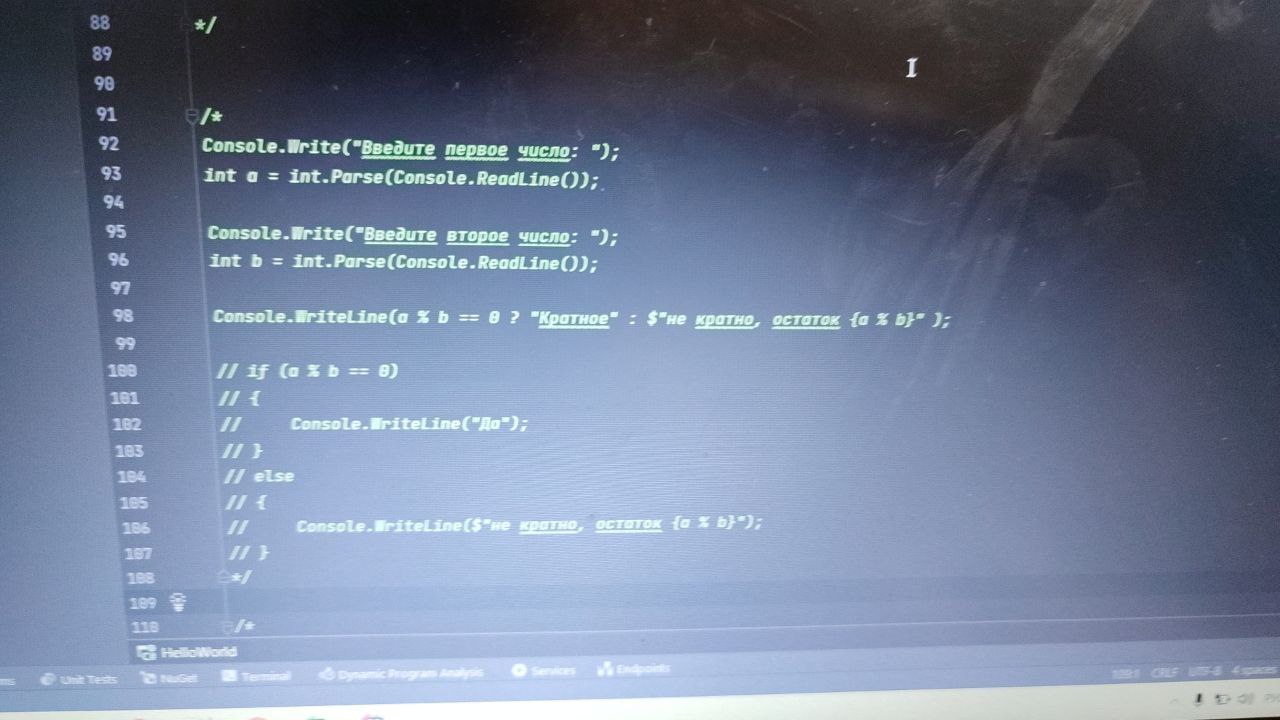 88 */
89
90
91 /*
92 Console.Write("Введите первое число: ");
93 int a = int.Parse(Console.ReadLine());
94
95 Console.Write("Введите второе число: ");
96 int b = int.Parse(Console.ReadLine());
97
98 Console.WriteLine(a % b == 0 ? "Кратное" : $"не кратно, остаток {a % b}" );
99
100 // if (a % b == 0)
101 // {
102 //     Console.WriteLine("Да");
103 // }
104 // else
105 // {
106 //     Console.WriteLine($"не кратно, остаток {a % b}");
107 // }
108 */
109
110 /*
HelloWorld
Unit Tests NuGet Terminal Dynamic Program Analysis Services Endpoints 109:1 CRLF UTF-8 4 spaces